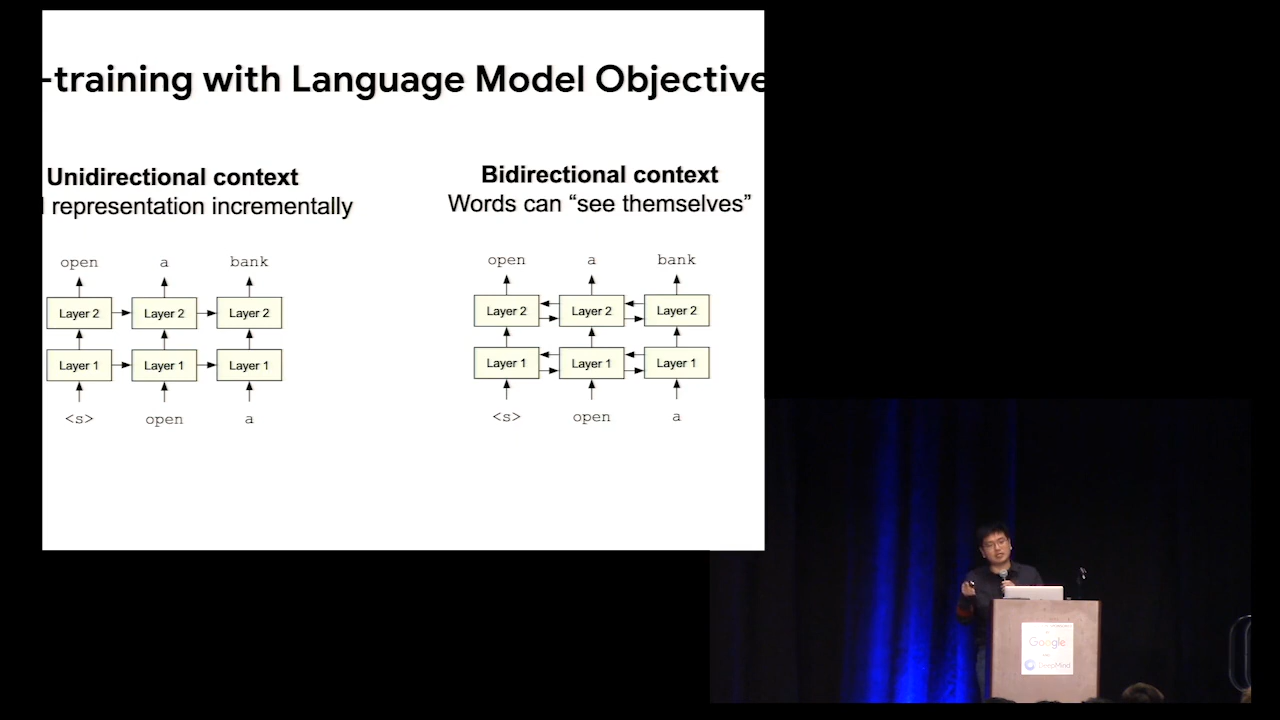 -training with Language Model Objective
Unidirectional context
representation incrementally
open a bank
Layer 2 Layer 2 Layer 2
Layer 1 Layer 1 Layer 1
<s> open a
Bidirectional context
Words can “see themselves”
open a bank
Layer 2 Layer 2 Layer 2
Layer 1 Layer 1 Layer 1
<s> open a
Google
DeepMind